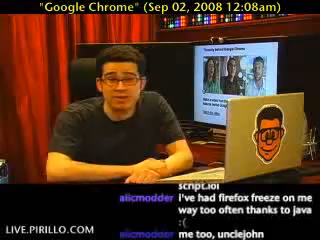 "Google Chrome" (Sep 02, 2008 12:08am)
script.lol
alicmodder I've had firefox freeze on me
way too often thanks to java
:(
LIVE.PIRILLO.COM alicmodder me too, unclejohn